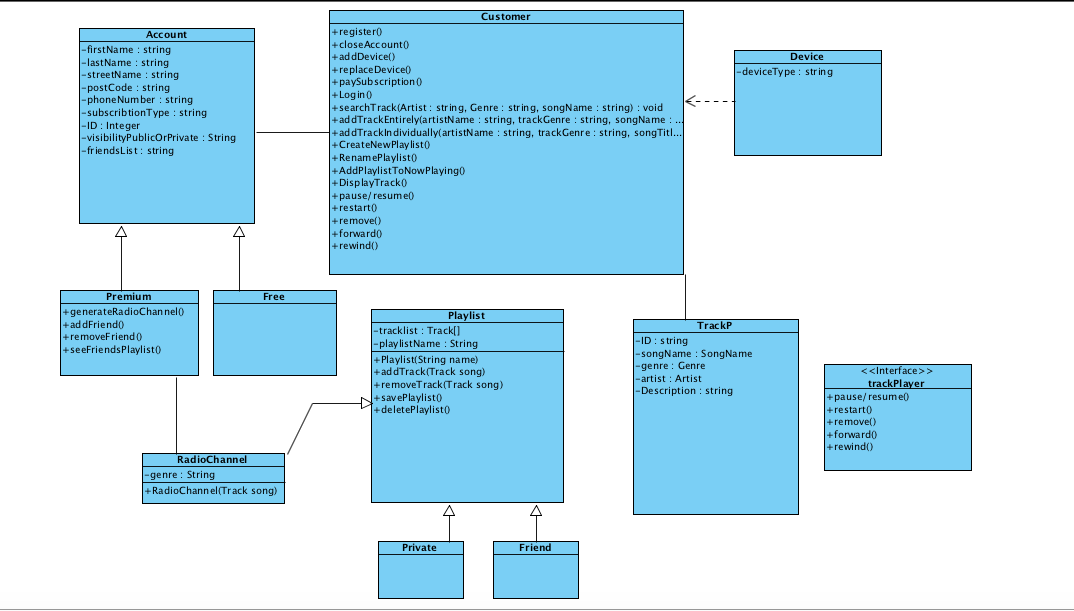 Account
-firstName : string
-lastName : string
-streetName : string
-postCode : string
-phoneNumber : string
-subscribtionType : string
-ID : Integer
-visibilityPublicOrPrivate : String
-friendsList : string
Customer
+register()
+closeAccount()
+addDevice()
+replaceDevice()
+paySubscription()
+Login()
+searchTrack(Artist : string, Genre : string, songName : string) : void
+addTrackEntirely(artistName : string, trackGenre : string, songName : ...
+addTrackIndividually(artistName : string, trackGenre : string, songTitl...
+CreateNewPlaylist()
+RenamePlaylist()
+AddPlaylistToNowPlaying()
+DisplayTrack()
+pause/resume()
+restart()
+remove()
+forward()
+rewind()
Device
-deviceType : string
Premium
+generateRadioChannel()
+addFriend()
+removeFriend()
+seeFriendsPlaylist()
Free
Playlist
-tracklist : Track[]
-playlistName : String
+Playlist(String name)
+addTrack(Track song)
+removeTrack(Track song)
+savePlaylist()
+deletePlaylist()
TrackP
-ID : string
-songName : SongName
-genre : Genre
-artist : Artist
-Description : string
<<Interface>>
trackPlayer
+pause/resume()
+restart()
+remove()
+forward()
+rewind()
RadioChannel
-genre : String
+RadioChannel(Track song)
Private
Friend